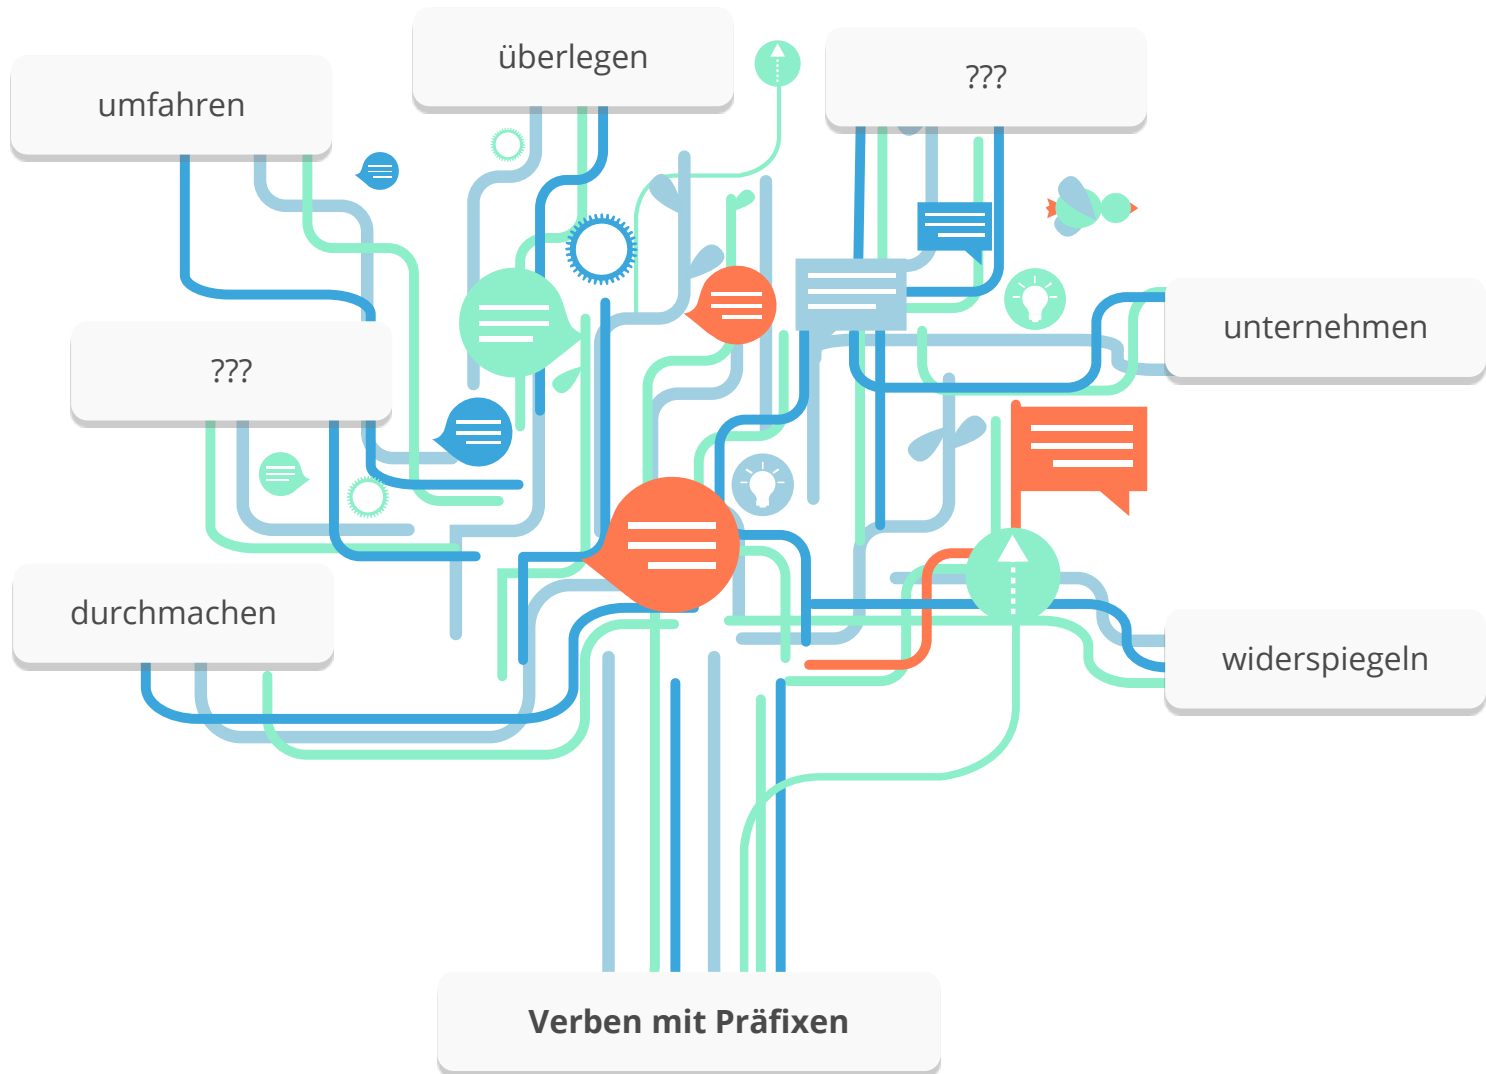 überlegen
???
umfahren
unternehmen
???
durchmachen
widerspiegeln
Verben mit Präfixen